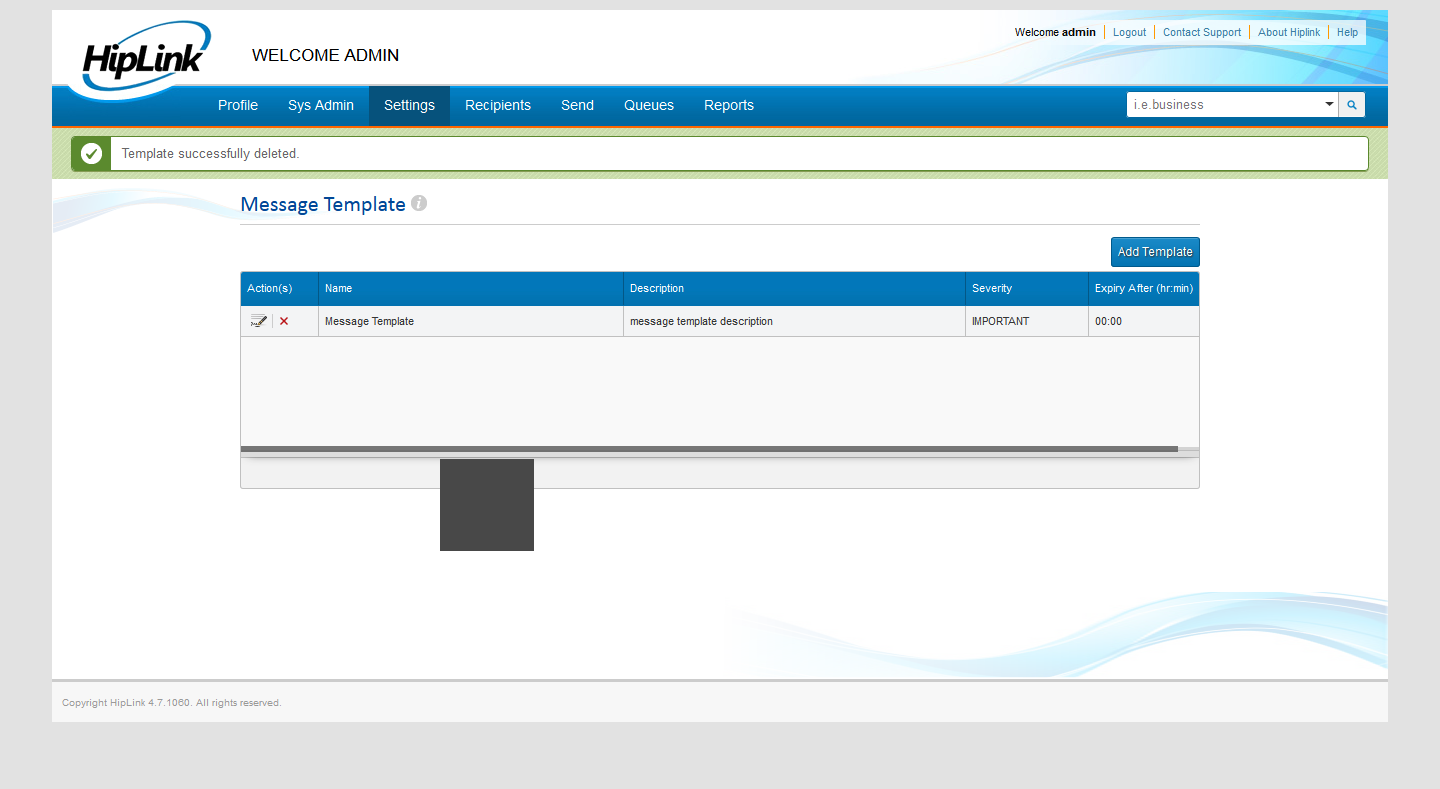 Welcome admin Logout Contact Support About Hiplink Help
HipLink WELCOME ADMIN
Profile Sys Admin Settings Recipients Send Queues Reports i.e.business
Template successfully deleted.
Message Template
Add Template
Action(s) Name Description Severity Expiry After (hr:min)
Message Template message template description IMPORTANT 00:00
Copyright HipLink 4.7.1060. All rights reserved.